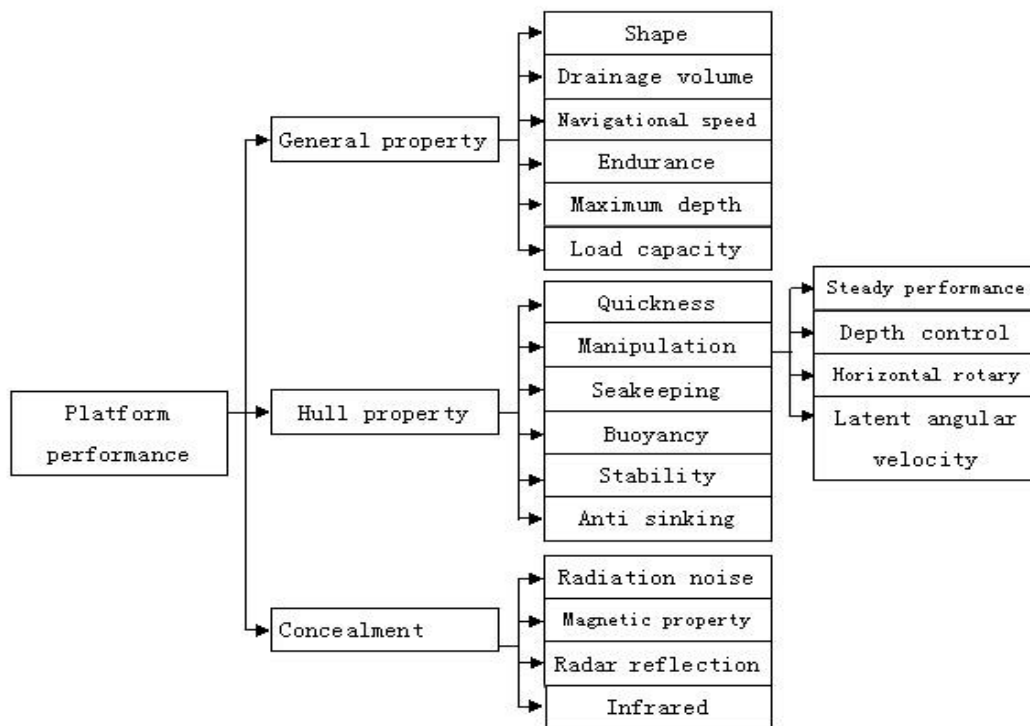 Platform
performance
General property
Shape
Drainage volume
Navigational speed
Endurance
Maximum depth
Load capacity
Hull property
Quickness
Manipulation
Seakeeping
Buoyancy
Stability
Anti sinking
Steady performance
Depth control
Horizontal rotary
Latent angular
velocity
Concealment
Radiation noise
Magnetic property
Radar reflection
Infrared